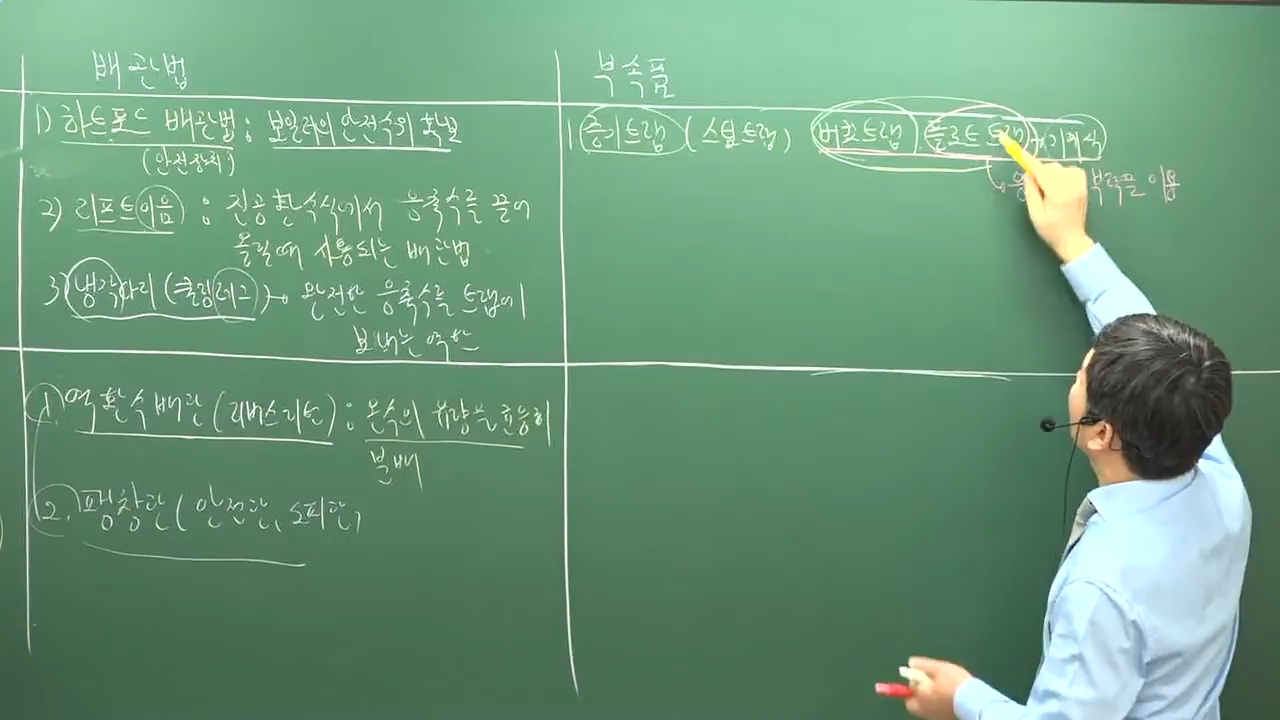 배관법
1) 하트포드 배관법 : 보일러의 안전수위 확보
(안전장치)
2) 리프트이음 : 진공환수식에서 응축수를 끌어
올릴때 사용되는 배관법
3) 냉각다리 (쿨링레그) → 완전한 응축수를 트랩에
보내는 역할
1. 역환수배관 (리버스리턴) : 온수의 유량을 균등히
분배
2. 팽창관 (안전관, 도피관)
부속품
1. 증기트랩 (스팀트랩) 버킷트랩, 플로트 트랩 → 기계식
부력을 이용